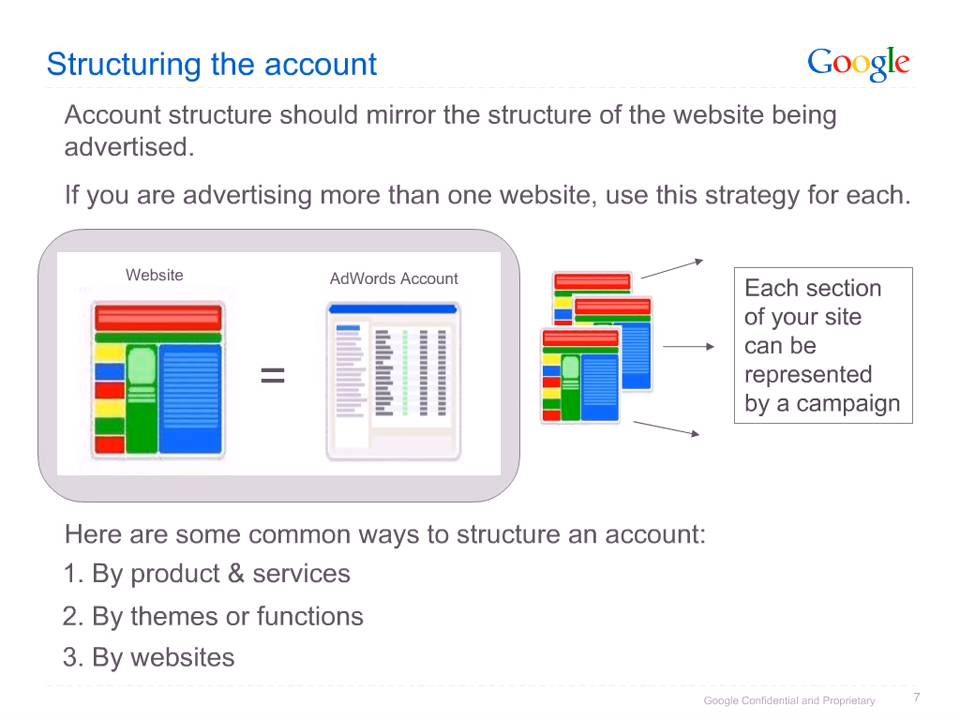 Structuring the account
Google
Account structure should mirror the structure of the website being
advertised.
If you are advertising more than one website, use this strategy for each.
Website
AdWords Account
=
Each section
of your site
can be
represented
by a campaign
Here are some common ways to structure an account:
1. By product & services
2. By themes or functions
3. By websites
Google Confidential and Proprietary
7